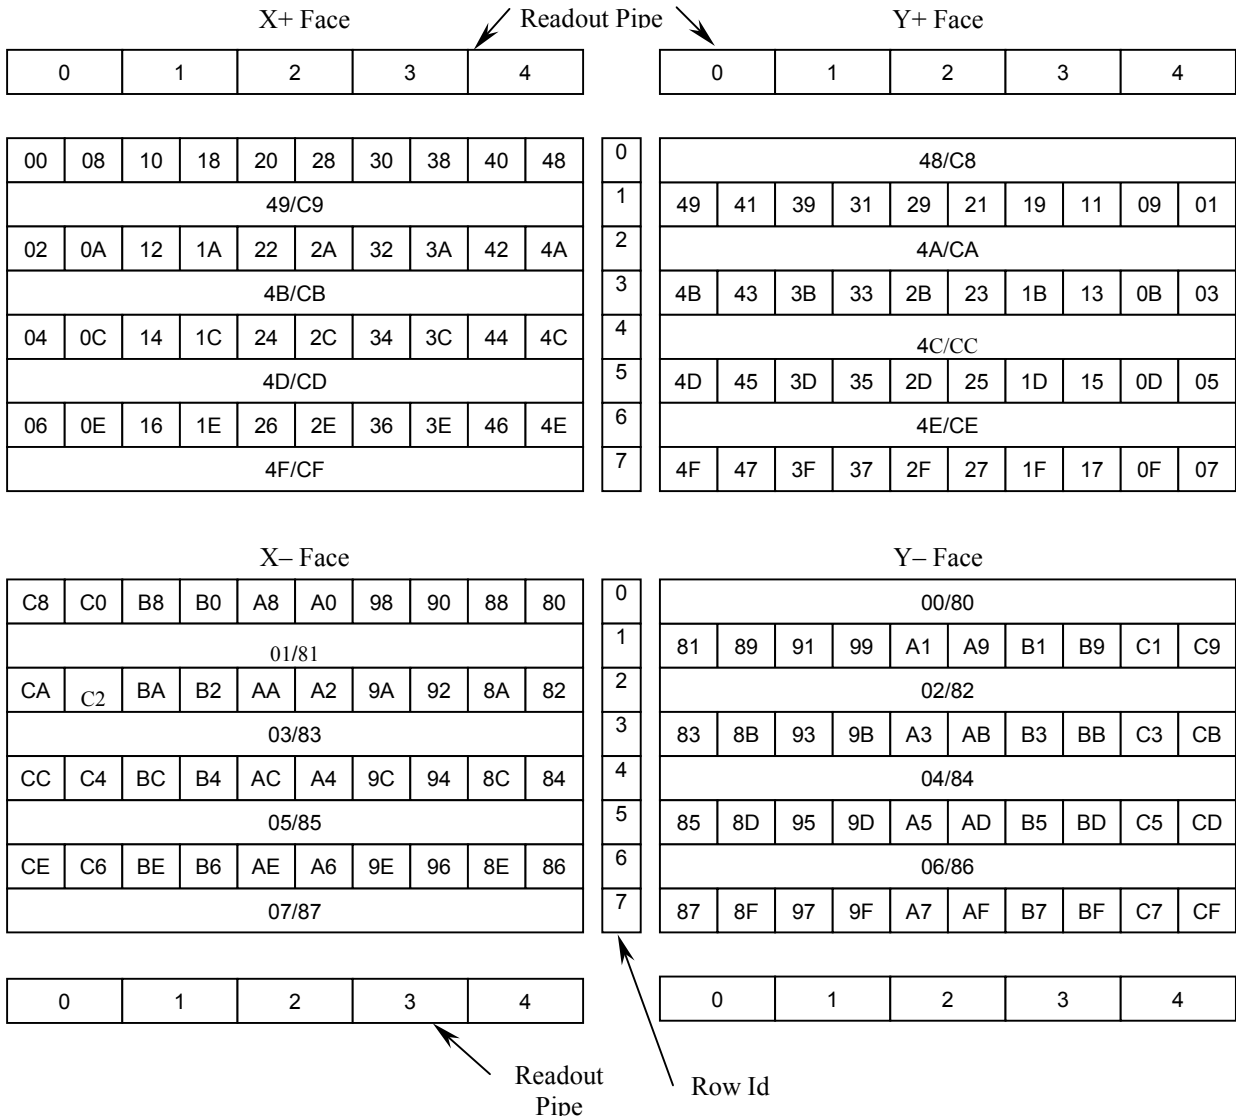 X+ Face Readout Pipe Y+ Face
0 1 2 3 4 0 1 2 3 4
00 08 10 18 20 28 30 38 40 48 0 48/C8
49/C9 1 49 41 39 31 29 21 19 11 09 01
02 0A 12 1A 22 2A 32 3A 42 4A 2 4A/CA
4B/CB 3 4B 43 3B 33 2B 23 1B 13 0B 03
04 0C 14 1C 24 2C 34 3C 44 4C 4 4C/CC
4D/CD 5 4D 45 3D 35 2D 25 1D 15 0D 05
06 0E 16 1E 26 2E 36 3E 46 4E 6 4E/CE
4F/CF 7 4F 47 3F 37 2F 27 1F 17 0F 07
X– Face Y– Face
C8 C0 B8 B0 A8 A0 98 90 88 80 0 00/80
01/81 1 81 89 91 99 A1 A9 B1 B9 C1 C9
CA C2 BA B2 AA A2 9A 92 8A 82 2 02/82
03/83 3 83 8B 93 9B A3 AB B3 BB C3 CB
CC C4 BC B4 AC A4 9C 94 8C 84 4 04/84
05/85 5 85 8D 95 9D A5 AD B5 BD C5 CD
CE C6 BE B6 AE A6 9E 96 8E 86 6 06/86
07/87 7 87 8F 97 9F A7 AF B7 BF C7 CF
0 1 2 3 4 0 1 2 3 4
Readout Row Id
Pipe